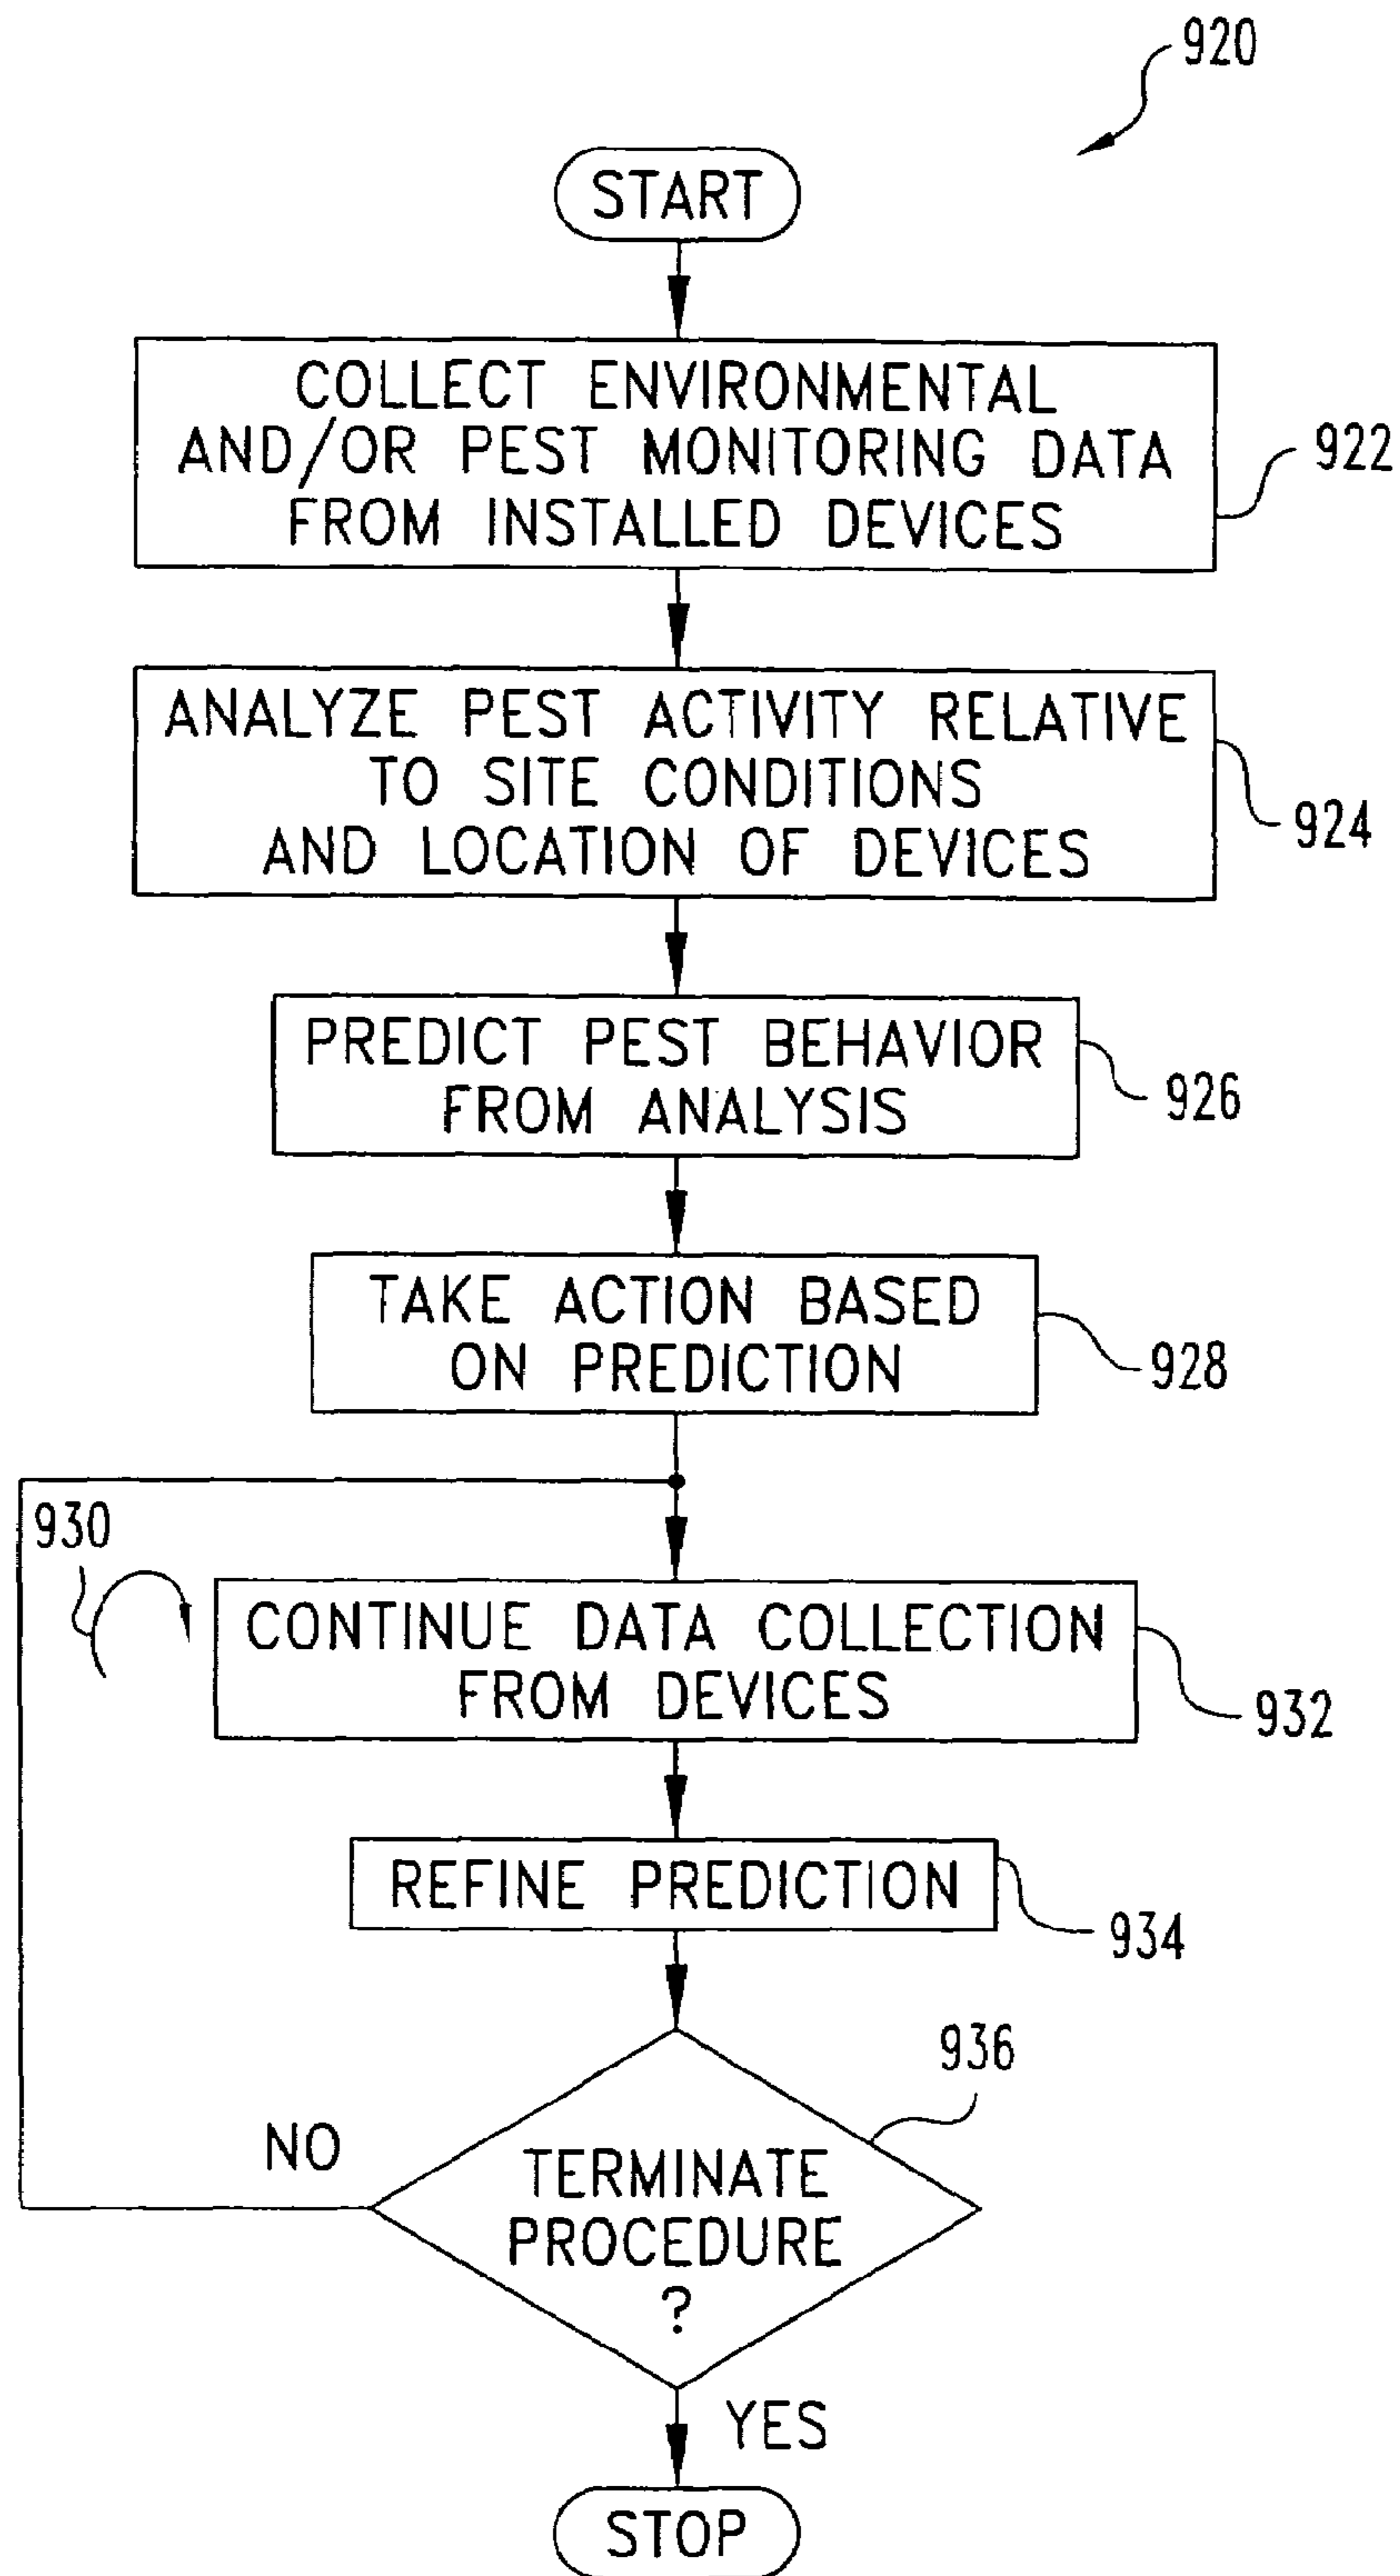 920
START
COLLECT ENVIRONMENTAL
AND/OR PEST MONITORING DATA
FROM INSTALLED DEVICES
922
ANALYZE PEST ACTIVITY RELATIVE
TO SITE CONDITIONS
AND LOCATION OF DEVICES
924
PREDICT PEST BEHAVIOR
FROM ANALYSIS
926
TAKE ACTION BASED
ON PREDICTION
928
930
CONTINUE DATA COLLECTION
FROM DEVICES
932
REFINE PREDICTION
934
936
NO
TERMINATE
PROCEDURE
?
YES
STOP